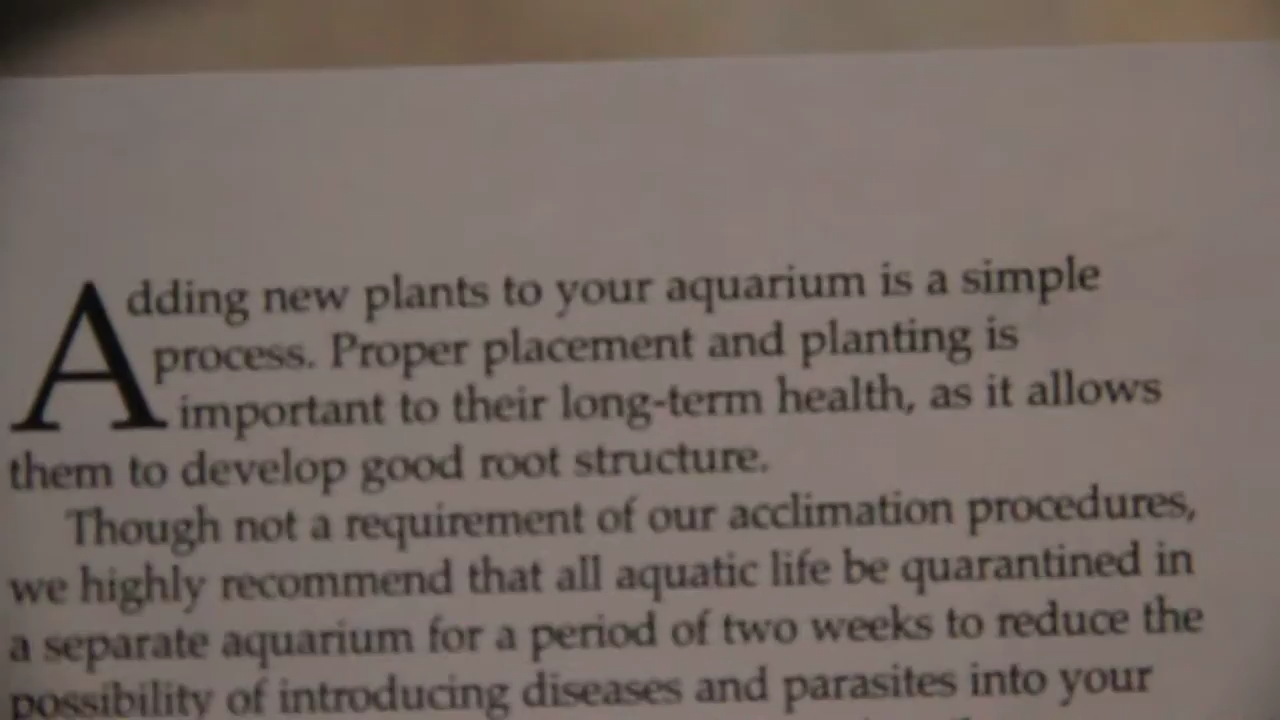 Adding new plants to your aquarium is a simple
process. Proper placement and planting is
important to their long-term health, as it allows
them to develop good root structure.
Though not a requirement of our acclimation procedures,
we highly recommend that all aquatic life be quarantined in
a separate aquarium for a period of two weeks to reduce the
possibility of introducing diseases and parasites into your